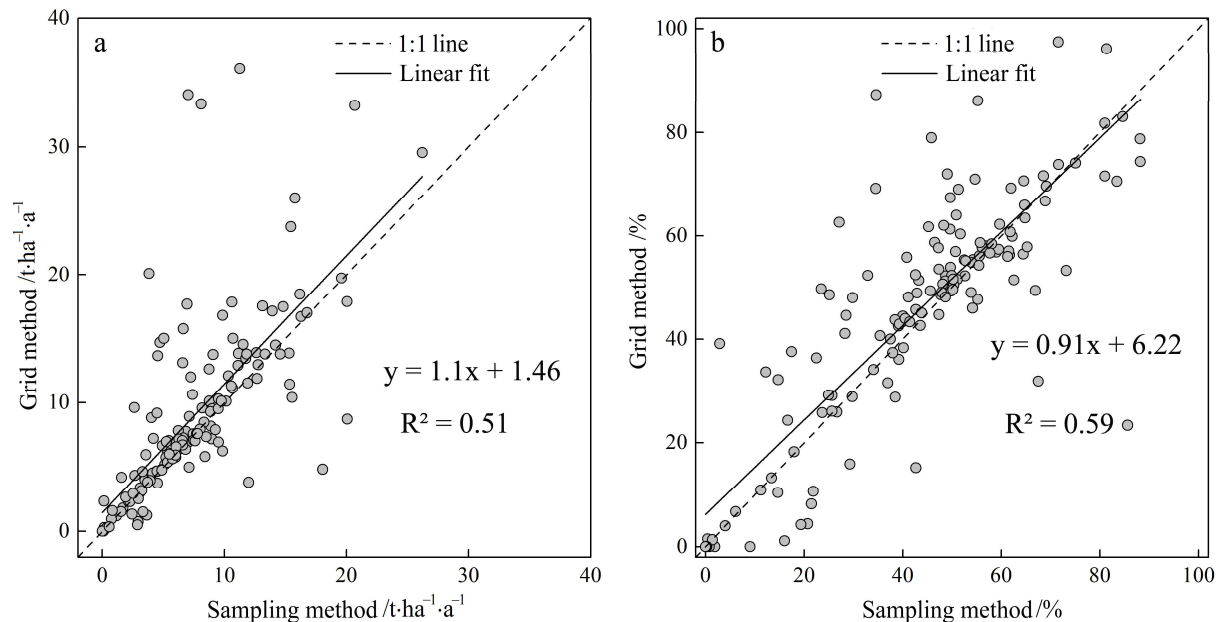 a
1:1 line
Linear fit
40
30
20
10
0
Grid method /t·ha⁻¹·a⁻¹
y = 1.1x + 1.46
R² = 0.51
0 10 20 30 40
Sampling method /t·ha⁻¹·a⁻¹
b
1:1 line
Linear fit
100
80
60
40
20
0
Grid method /%
y = 0.91x + 6.22
R² = 0.59
0 20 40 60 80 100
Sampling method /%